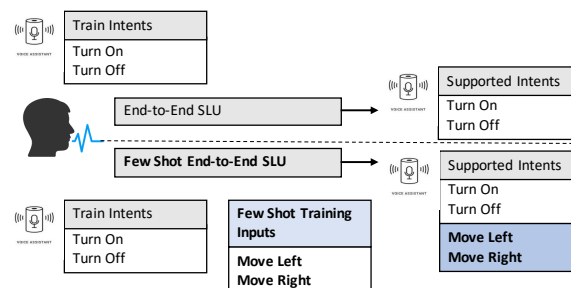 Train Intents
Turn On
Turn Off
VOICE ASSISTANT
End-to-End SLU
Supported Intents
Turn On
Turn Off
VOICE ASSISTANT
Few Shot End-to-End SLU
Supported Intents
Turn On
Turn Off
Move Left
Move Right
VOICE ASSISTANT
Train Intents
Turn On
Turn Off
VOICE ASSISTANT
Few Shot Training
Inputs
Move Left
Move Right